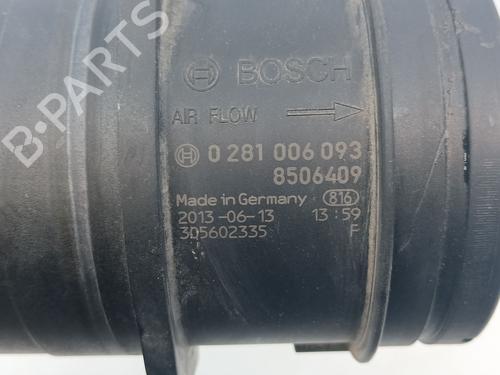 BOSCH
AIR FLOW
0 281 006 093
8506409
Made in Germany 816
2013-06-13 13:59
3D5602335 F
B-PARTS